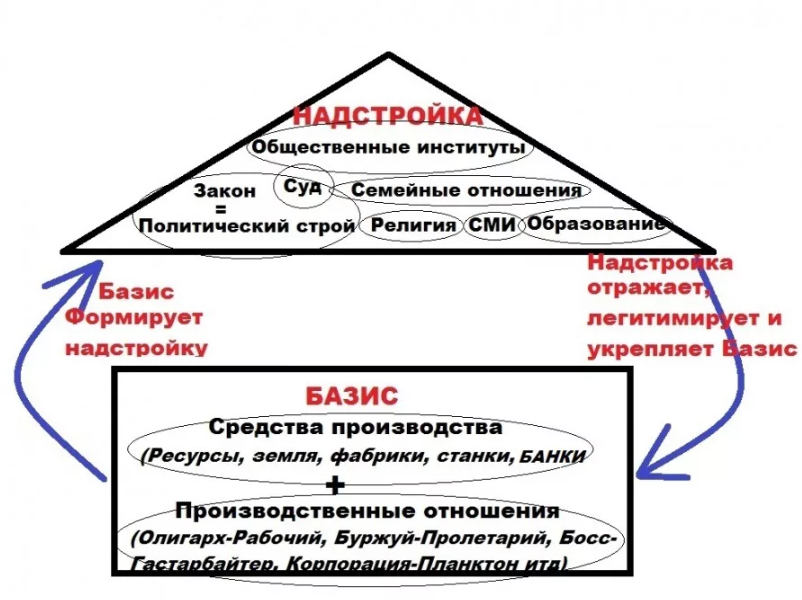 НАДСТРОЙКА
Общественные институты
Закон
Суд
Семейные отношения
=
Политический строй
Религия
СМИ
Образование
Базис
Формирует
надстройку
Надстройка
отражает,
легитимирует и
укрепляет Базис
БАЗИС
Средства производства
(Ресурсы, земля, фабрики, станки, БАНКИ
+
Производственные отношения
(Олигарх-Рабочий, Буржуй-Пролетарий, Босс-
Гастарбайтер, Корпорация-Планктон итд)